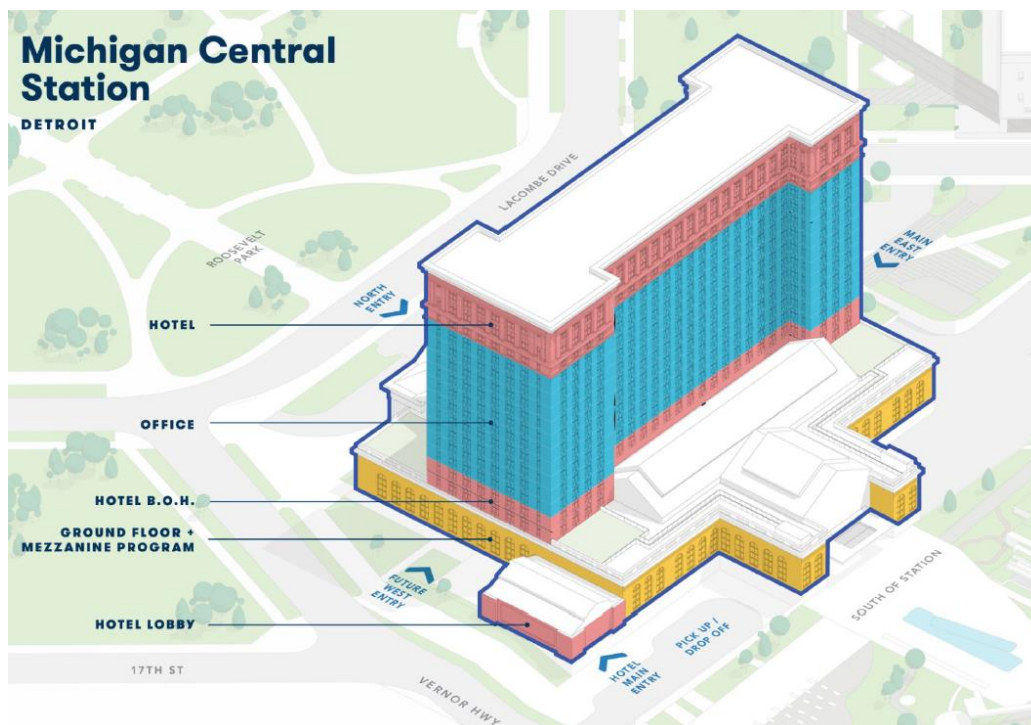 Michigan Central
Station
DETROIT
LACOMBE DRIVE
ROOSEVELT
PARK
NORTH
ENTRY
MAIN
EAST
ENTRY
HOTEL
OFFICE
HOTEL B.O.H.
GROUND FLOOR +
MEZZANINE PROGRAM
FUTURE
WEST
ENTRY
HOTEL LOBBY
PICK UP /
DROP OFF
HOTEL
MAIN
ENTRY
SOUTH OF STATION
17TH ST
VERNOR HWY